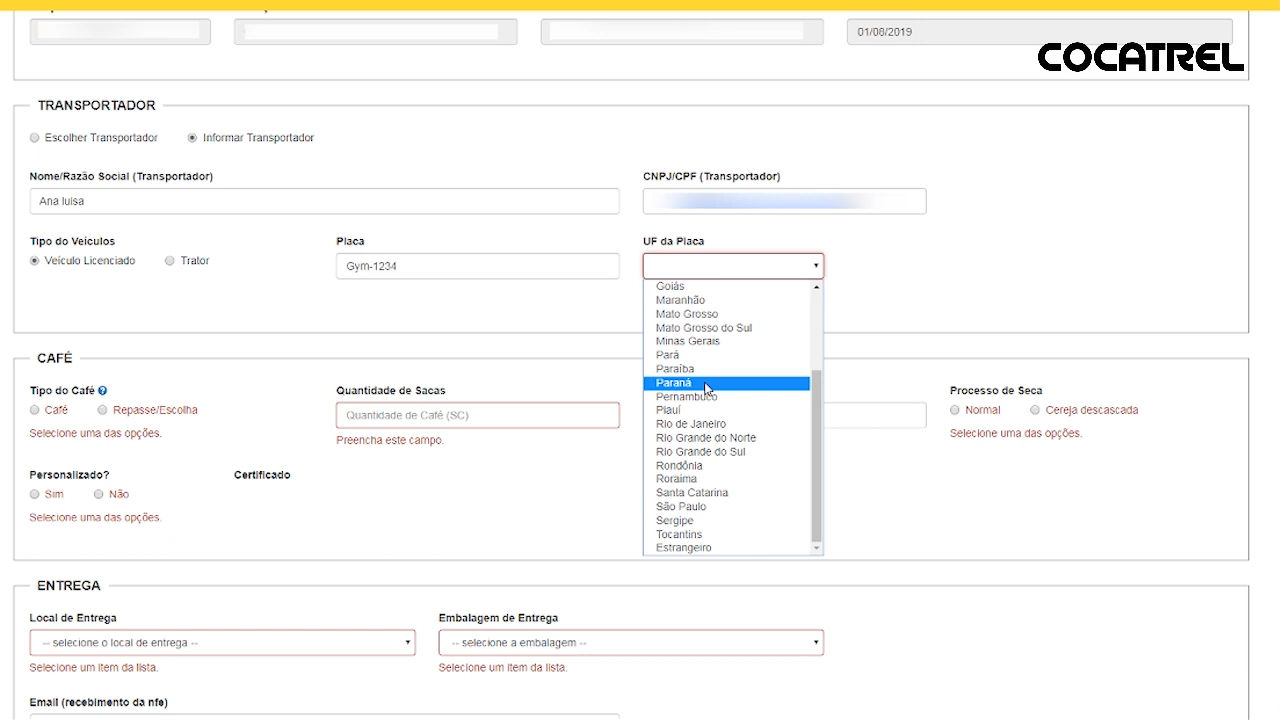 01/08/2019
COCATREL
TRANSPORTADOR
Escolher Transportador
Informar Transportador
Nome/Razão Social (Transportador)
CNPJ/CPF (Transportador)
Ana luisa
Tipo do Veículos
Placa
UF da Placa
Veículo Licenciado
Trator
Gym-1234
Goiás
Maranhão
Mato Grosso
Mato Grosso do Sul
Minas Gerais
Pará
Paraíba
Paraná
Pernambuco
Piauí
Rio de Janeiro
Rio Grande do Norte
Rio Grande do Sul
Rondônia
Roraima
Santa Catarina
São Paulo
Sergipe
Tocantins
Estrangeiro
CAFÉ
Tipo do Café
Quantidade de Sacas
Processo de Seca
Café
Repasse/Escolha
Quantidade de Café (SC)
Normal
Cereja descascada
Selecione uma das opções.
Preencha este campo.
Selecione uma das opções.
Personalizado?
Certificado
Sim
Não
Selecione uma das opções.
ENTREGA
Local de Entrega
Embalagem de Entrega
-- selecione o local de entrega --
-- selecione a embalagem --
Selecione um item da lista.
Selecione um item da lista.
Email (recebimento da nfe)